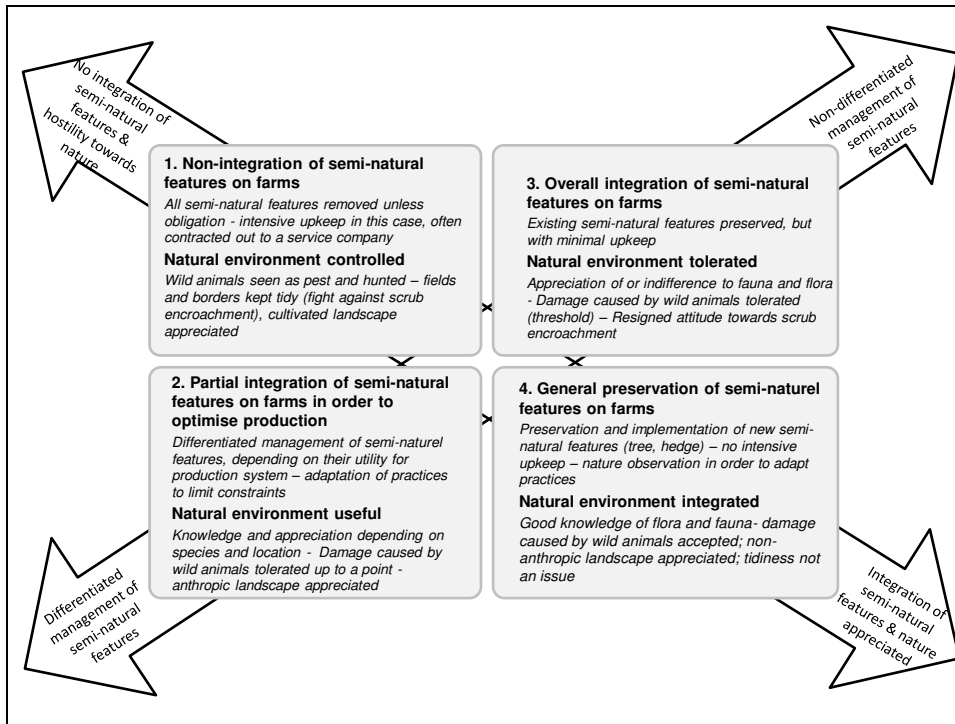 No integration of
semi-natural
features &
hostility towards
nature
Non-differentiated
management of
semi-natural
features
1. Non-integration of semi-natural
features on farms
All semi-natural features removed unless
obligation - intensive upkeep in this case, often
contracted out to a service company
Natural environment controlled
Wild animals seen as pest and hunted – fields
and borders kept tidy (fight against scrub
encroachment), cultivated landscape
appreciated
3. Overall integration of semi-natural
features on farms
Existing semi-natural features preserved, but
with minimal upkeep
Natural environment tolerated
Appreciation of or indifference to fauna and flora
- Damage caused by wild animals tolerated
(threshold) – Resigned attitude towards scrub
encroachment
2. Partial integration of semi-natural
features on farms in order to
optimise production
Differentiated management of semi-naturel
features, depending on their utility for
production system – adaptation of practices
to limit constraints
Natural environment useful
Knowledge and appreciation depending on
species and location - Damage caused by
wild animals tolerated up to a point -
anthropic landscape appreciated
4. General preservation of semi-naturel
features on farms
Preservation and implementation of new semi-
natural features (tree, hedge) – no intensive
upkeep – nature observation in order to adapt
practices
Natural environment integrated
Good knowledge of flora and fauna- damage
caused by wild animals accepted; non-
anthropic landscape appreciated; tidiness not
an issue
Differentiated
management of
semi-natural
features
Integration of
semi-natural
features & nature
appreciated